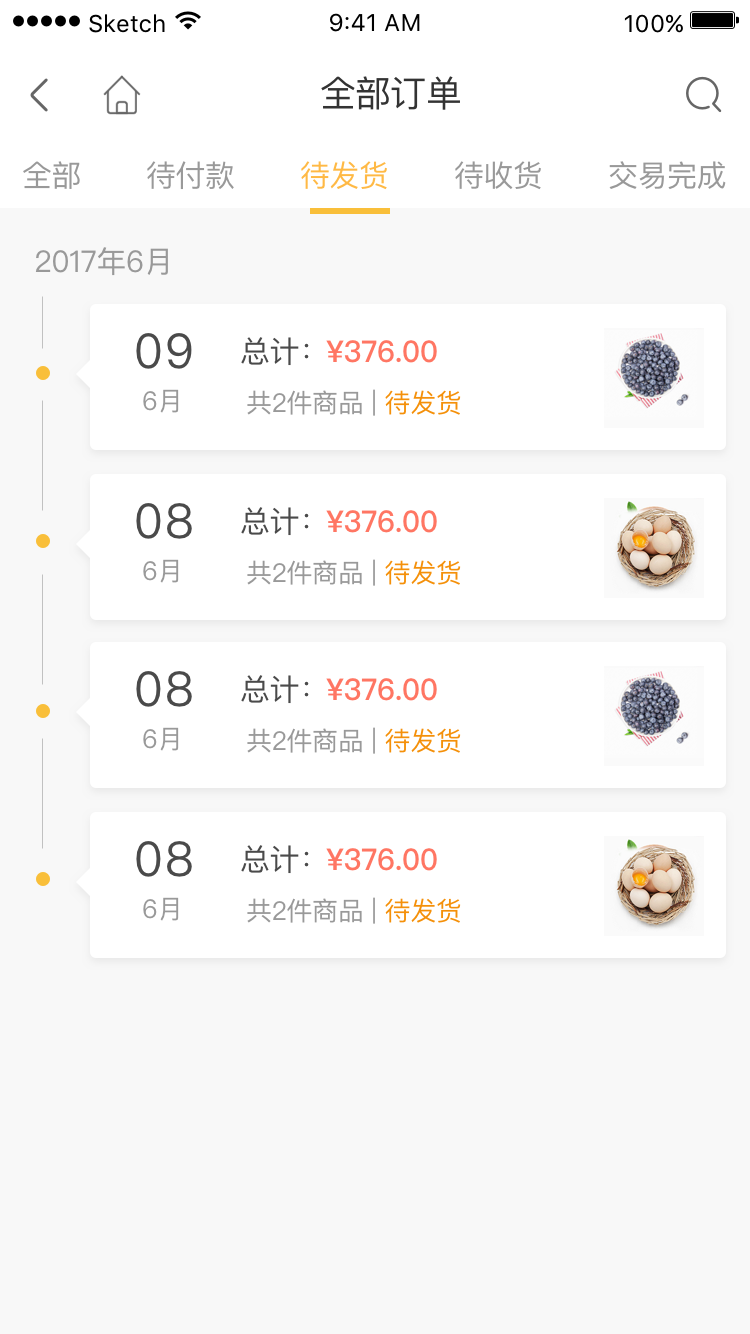 ●●●●● Sketch 9:41 AM 100%
全部订单
全部 待付款 待发货 待收货 交易完成
2017年6月
09 总计：¥376.00
6月 共2件商品 | 待发货
08 总计：¥376.00
6月 共2件商品 | 待发货
08 总计：¥376.00
6月 共2件商品 | 待发货
08 总计：¥376.00
6月 共2件商品 | 待发货